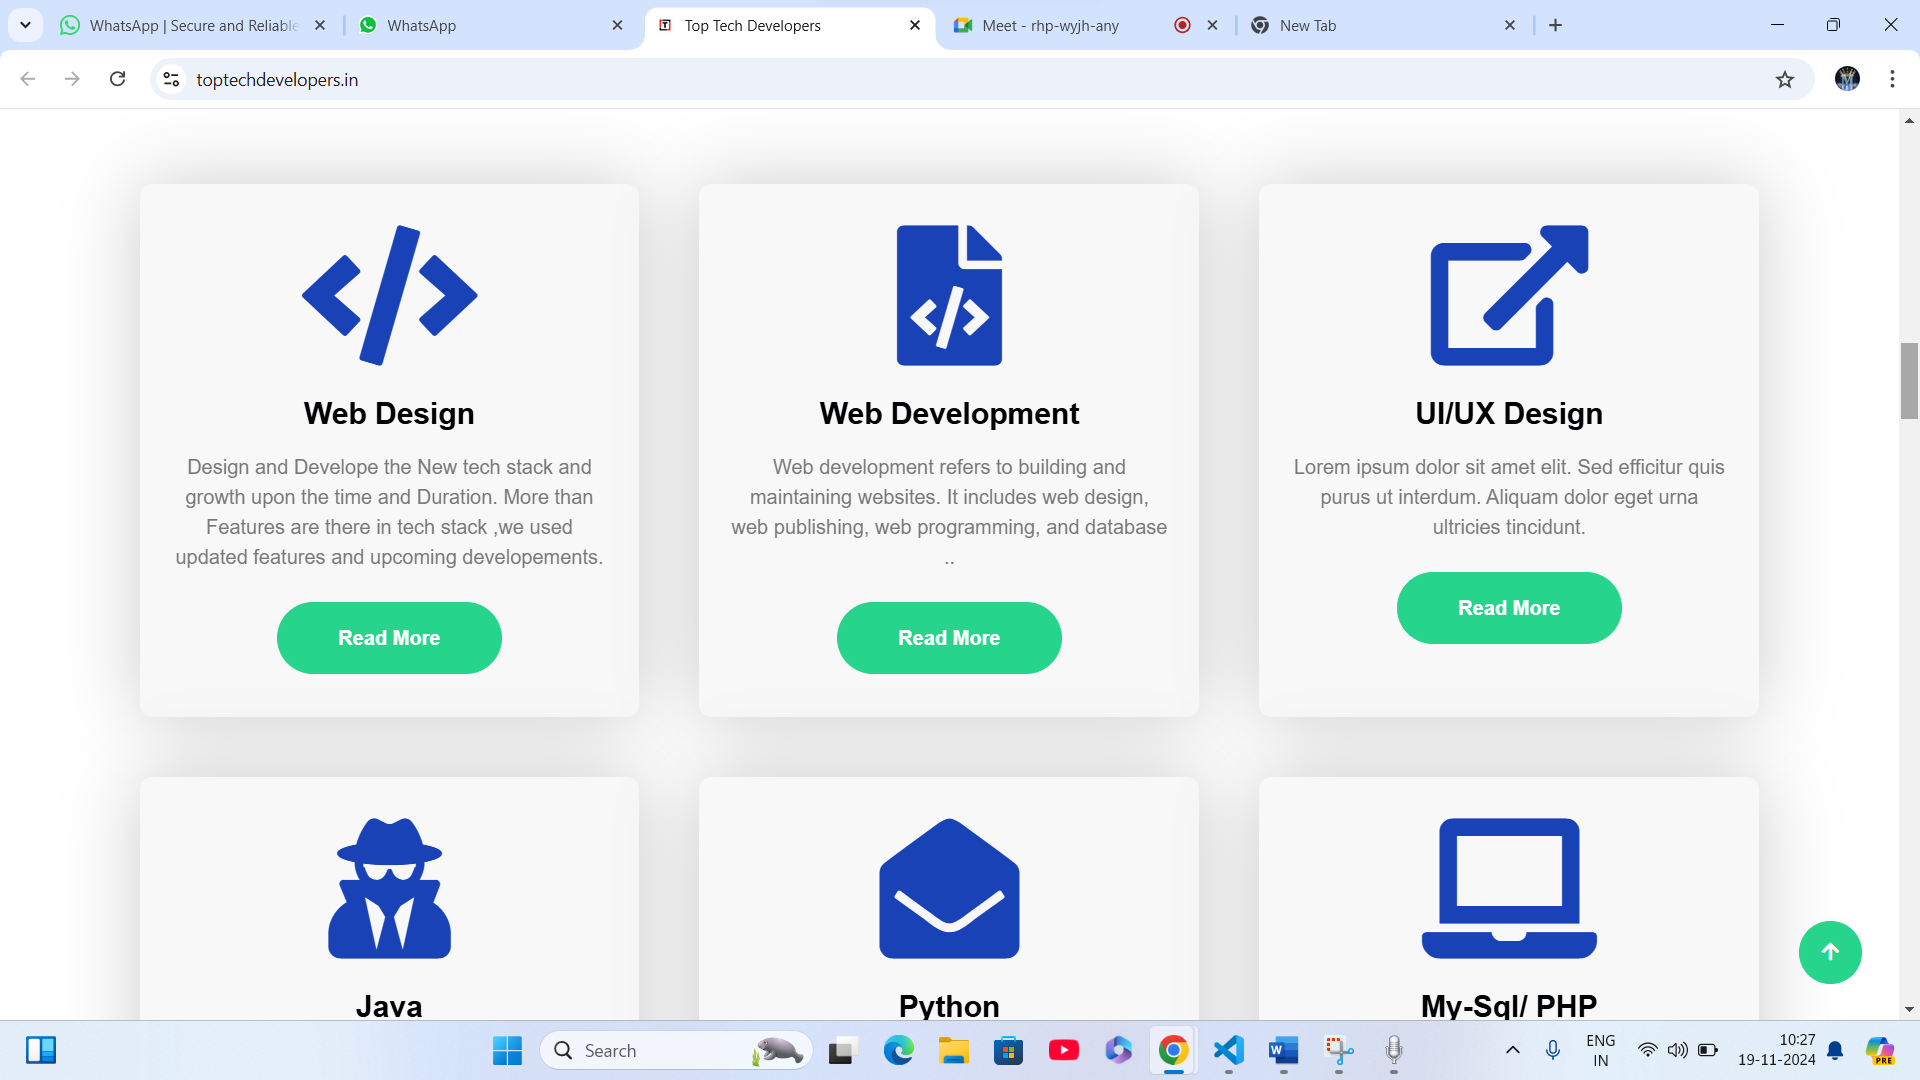 WhatsApp | Secure and Reliable
WhatsApp
Top Tech Developers
Meet - rhp-wyjh-any
New Tab
toptechdevelopers.in
Web Design
Design and Develope the New tech stack and
growth upon the time and Duration. More than
Features are there in tech stack ,we used
updated features and upcoming developements.
Read More
Web Development
Web development refers to building and
maintaining websites. It includes web design,
web publishing, web programming, and database
..
Read More
UI/UX Design
Lorem ipsum dolor sit amet elit. Sed efficitur quis
purus ut interdum. Aliquam dolor eget urna
ultricies tincidunt.
Read More
Java
Python
My-Sql/ PHP
Search
ENG
IN
10:27
19-11-2024
PRE